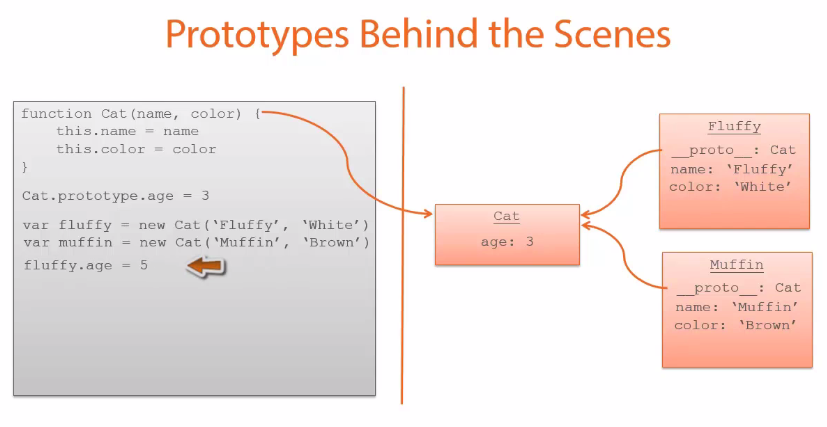 Prototypes Behind the Scenes
function Cat(name, color) {
this.name = name
this.color = color
}
Cat.prototype.age = 3
var fluffy = new Cat(‘Fluffy’, ‘White’)
var muffin = new Cat(‘Muffin’, ‘Brown’)
fluffy.age = 5
Cat
age: 3
Fluffy
__proto__: Cat
name: ‘Fluffy’
color: ‘White’
Muffin
__proto__: Cat
name: ‘Muffin’
color: ‘Brown’